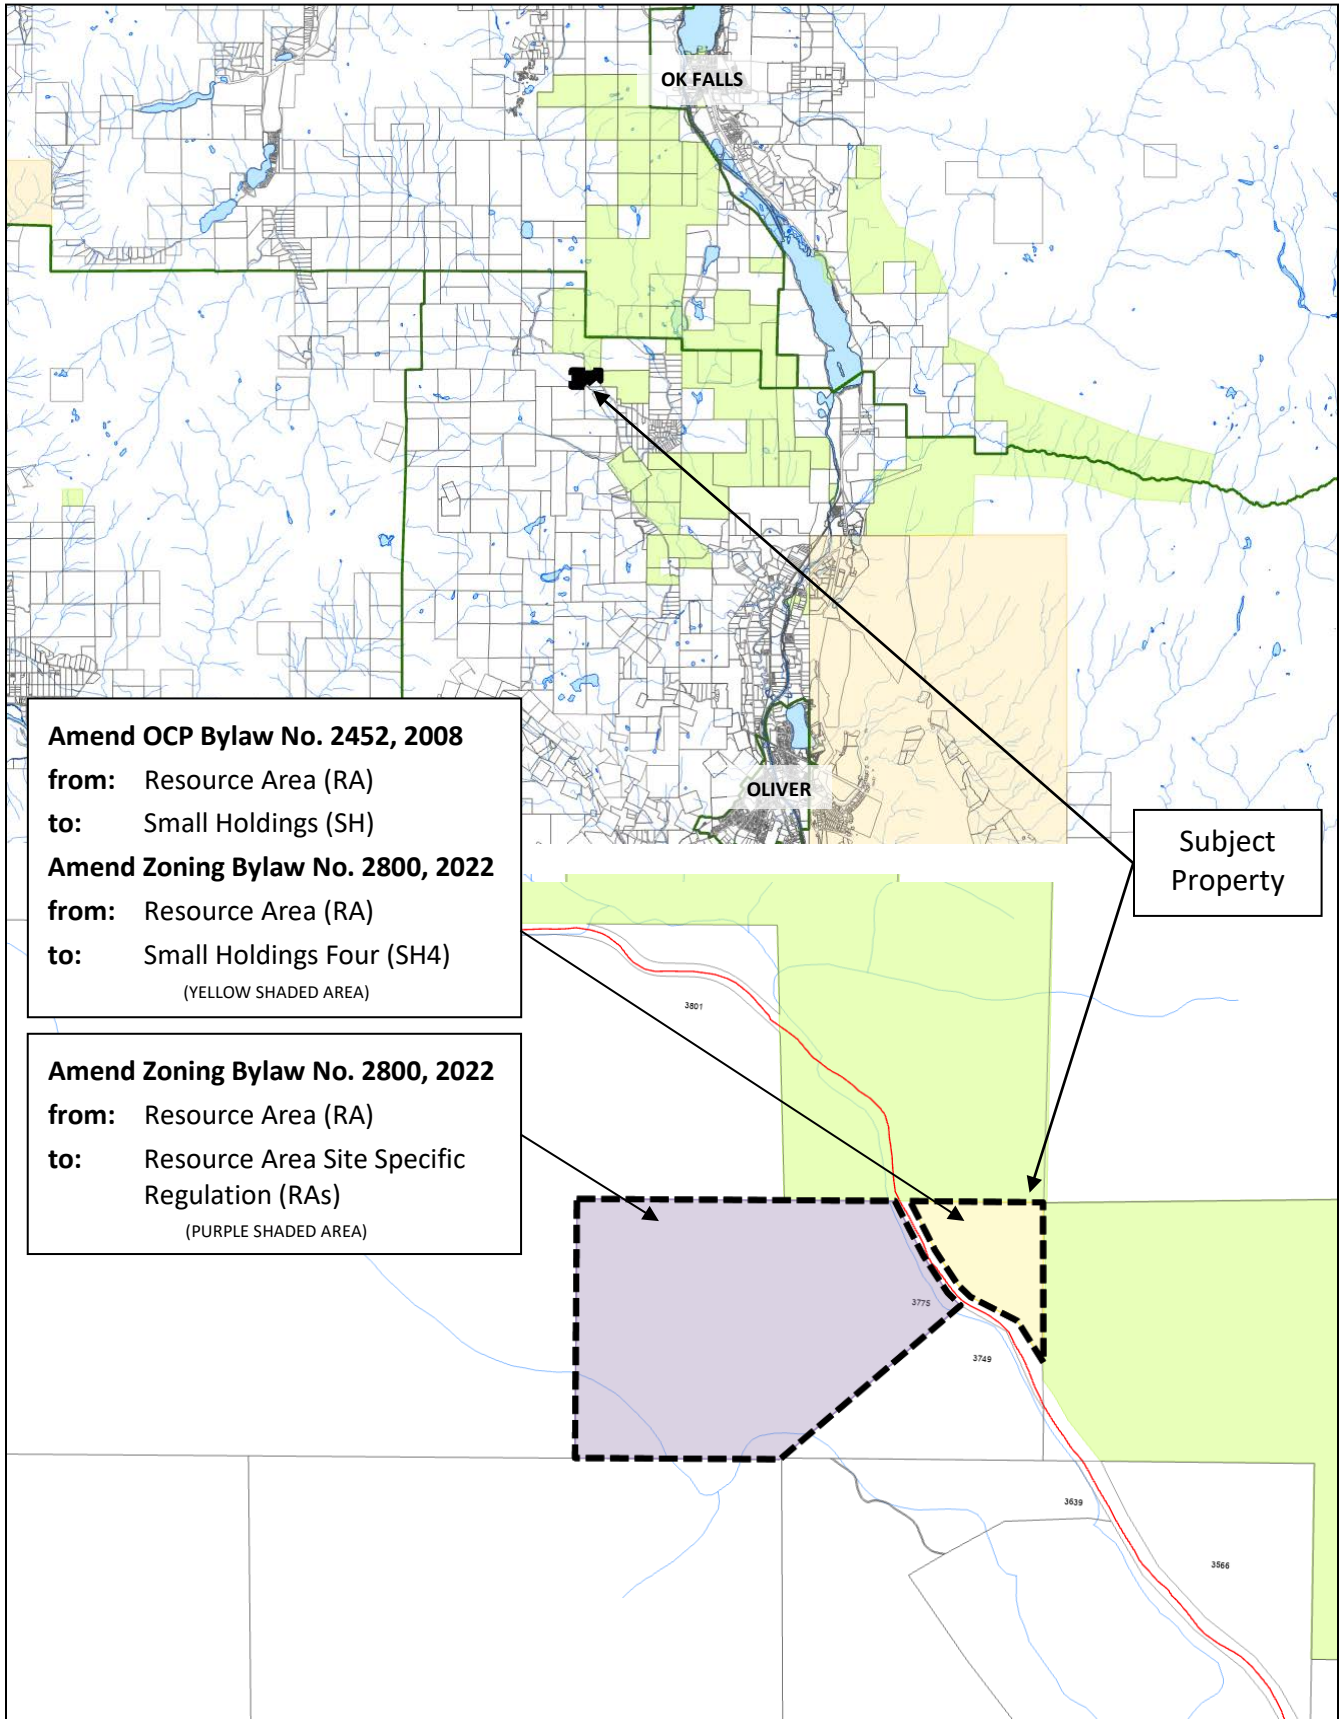 OK FALLS
OLIVER
Amend OCP Bylaw No. 2452, 2008
from: Resource Area (RA)
to: Small Holdings (SH)
Amend Zoning Bylaw No. 2800, 2022
from: Resource Area (RA)
to: Small Holdings Four (SH4)
(YELLOW SHADED AREA)
Subject
Property
Amend Zoning Bylaw No. 2800, 2022
from: Resource Area (RA)
to: Resource Area Site Specific
Regulation (RAs)
(PURPLE SHADED AREA)
3801
3775
3749
3639
3566